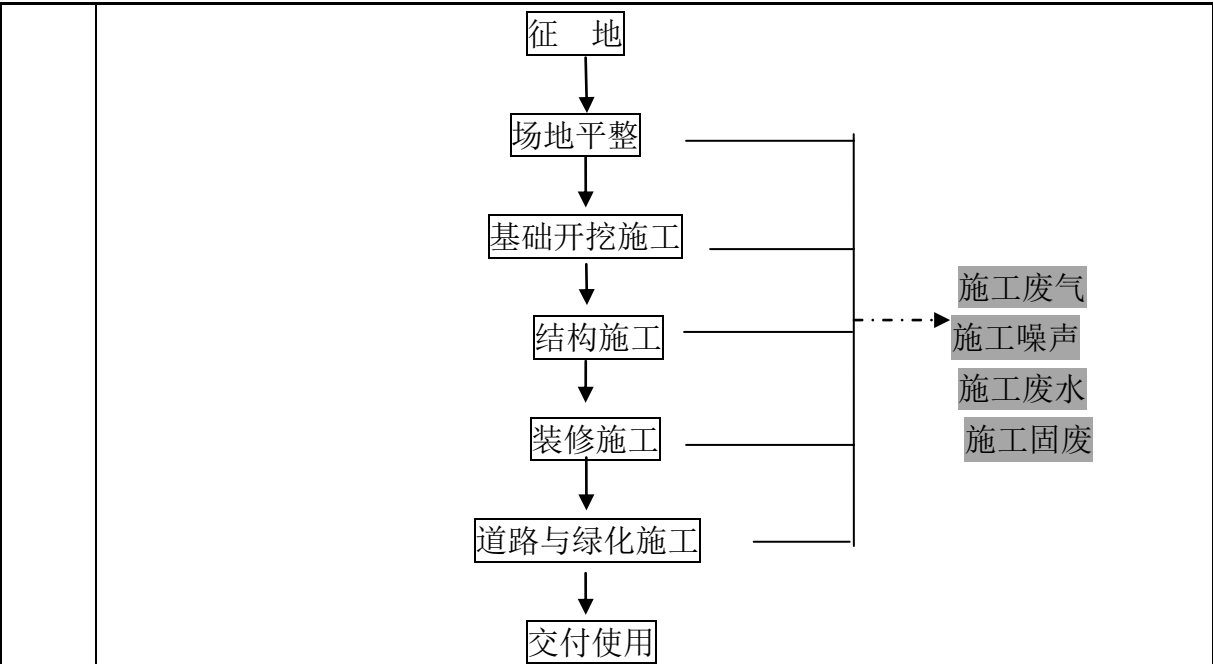 征　地
场地平整
基础开挖施工
结构施工
装修施工
道路与绿化施工
交付使用
施工废气
施工噪声
施工废水
施工固废